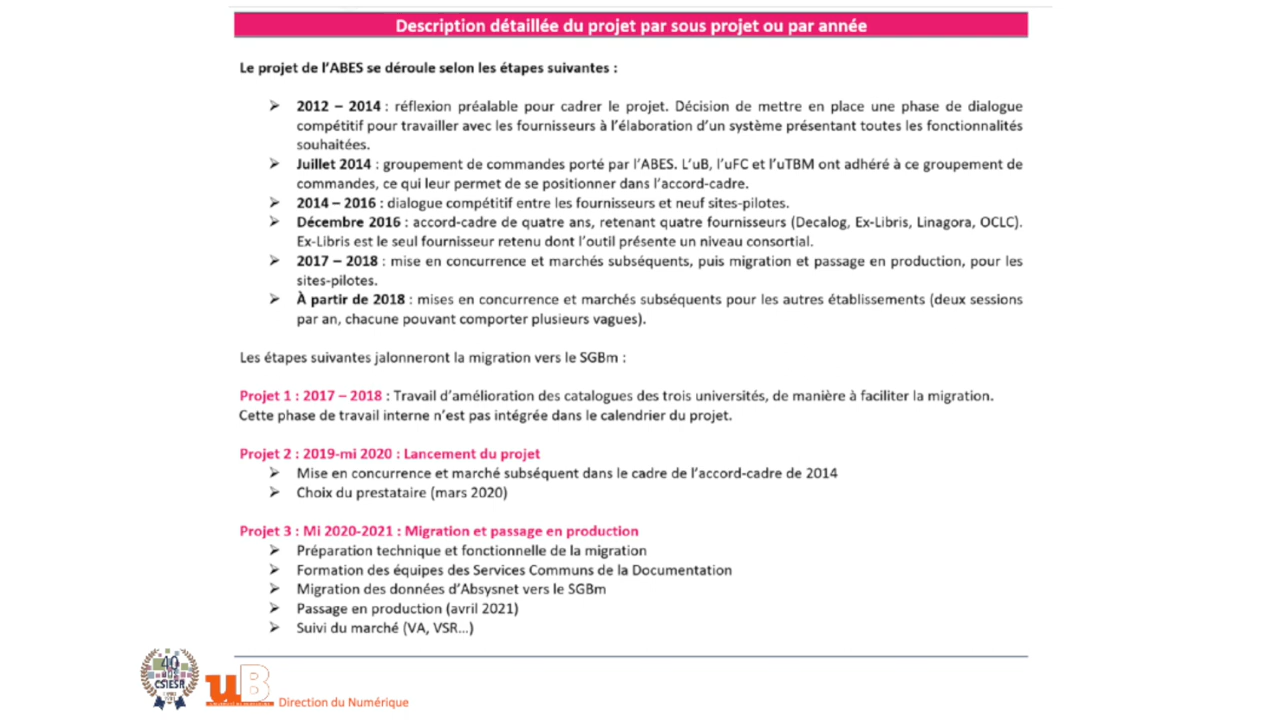 Description détaillée du projet par sous projet ou par année
Le projet de l'ABES se déroule selon les étapes suivantes :
➢ 2012 – 2014 : réflexion préalable pour cadrer le projet. Décision de mettre en place une phase de dialogue
compétitif pour travailler avec les fournisseurs à l'élaboration d'un système présentant toutes les fonctionnalités
souhaitées.
➢ Juillet 2014 : groupement de commandes porté par l'ABES. L'uB, l'uFC et l'uTBM ont adhéré à ce groupement de
commandes, ce qui leur permet de se positionner dans l'accord-cadre.
➢ 2014 – 2016 : dialogue compétitif entre les fournisseurs et neuf sites-pilotes.
➢ Décembre 2016 : accord-cadre de quatre ans, retenant quatre fournisseurs (Decalog, Ex-Libris, Linagora, OCLC).
Ex-Libris est le seul fournisseur retenu dont l'outil présente un niveau consortial.
➢ 2017 – 2018 : mise en concurrence et marchés subséquents, puis migration et passage en production, pour les
sites-pilotes.
➢ À partir de 2018 : mises en concurrence et marchés subséquents pour les autres établissements (deux sessions
par an, chacune pouvant comporter plusieurs vagues).
Les étapes suivantes jalonneront la migration vers le SGBm :
Projet 1 : 2017 – 2018 : Travail d'amélioration des catalogues des trois universités, de manière à faciliter la migration.
Cette phase de travail interne n'est pas intégrée dans le calendrier du projet.
Projet 2 : 2019-mi 2020 : Lancement du projet
➢ Mise en concurrence et marché subséquent dans le cadre de l'accord-cadre de 2014
➢ Choix du prestataire (mars 2020)
Projet 3 : Mi 2020-2021 : Migration et passage en production
➢ Préparation technique et fonctionnelle de la migration
➢ Formation des équipes des Services Communs de la Documentation
➢ Migration des données d'Absysnet vers le SGBm
➢ Passage en production (avril 2021)
➢ Suivi du marché (VA, VSR...)
40
ans
CSIESR
uB
Direction du Numérique